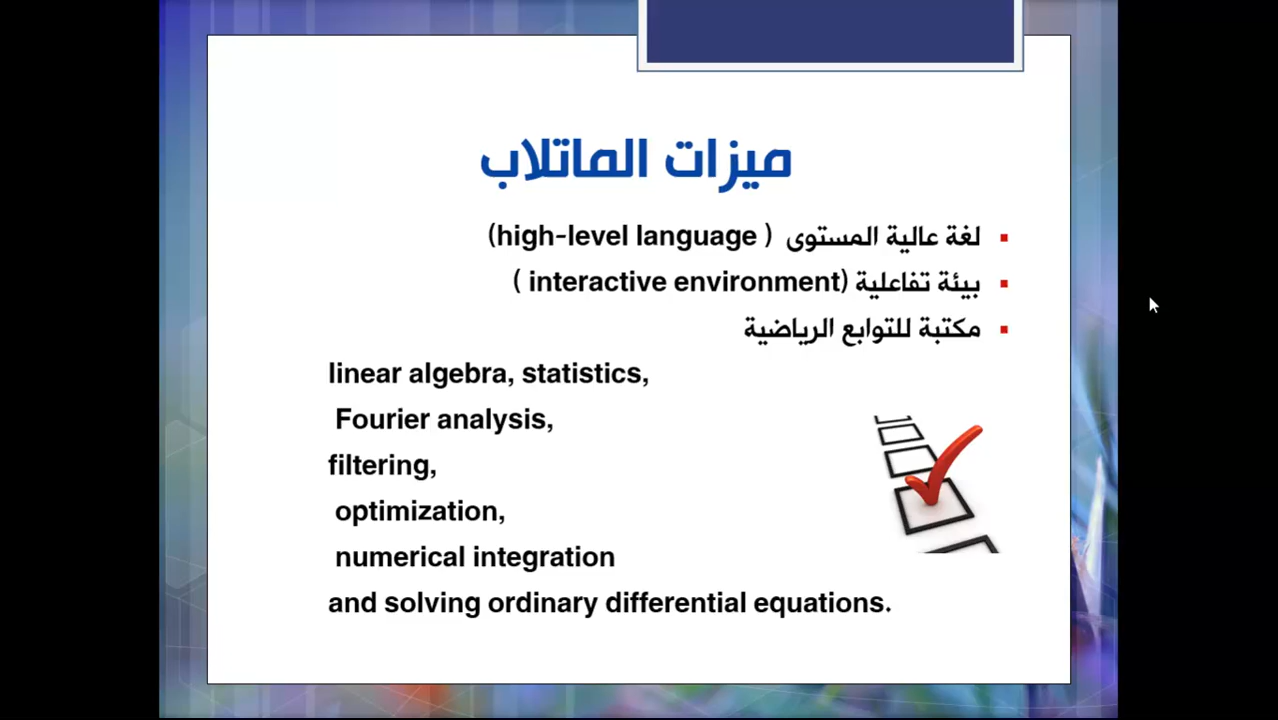 ميزات الماتلاب
لغة عالية المستوى ( high-level language)
بيئة تفاعلية (interactive environment )
مكتبة للتوابع الرياضية
linear algebra, statistics,
Fourier analysis,
filtering,
optimization,
numerical integration
and solving ordinary differential equations.